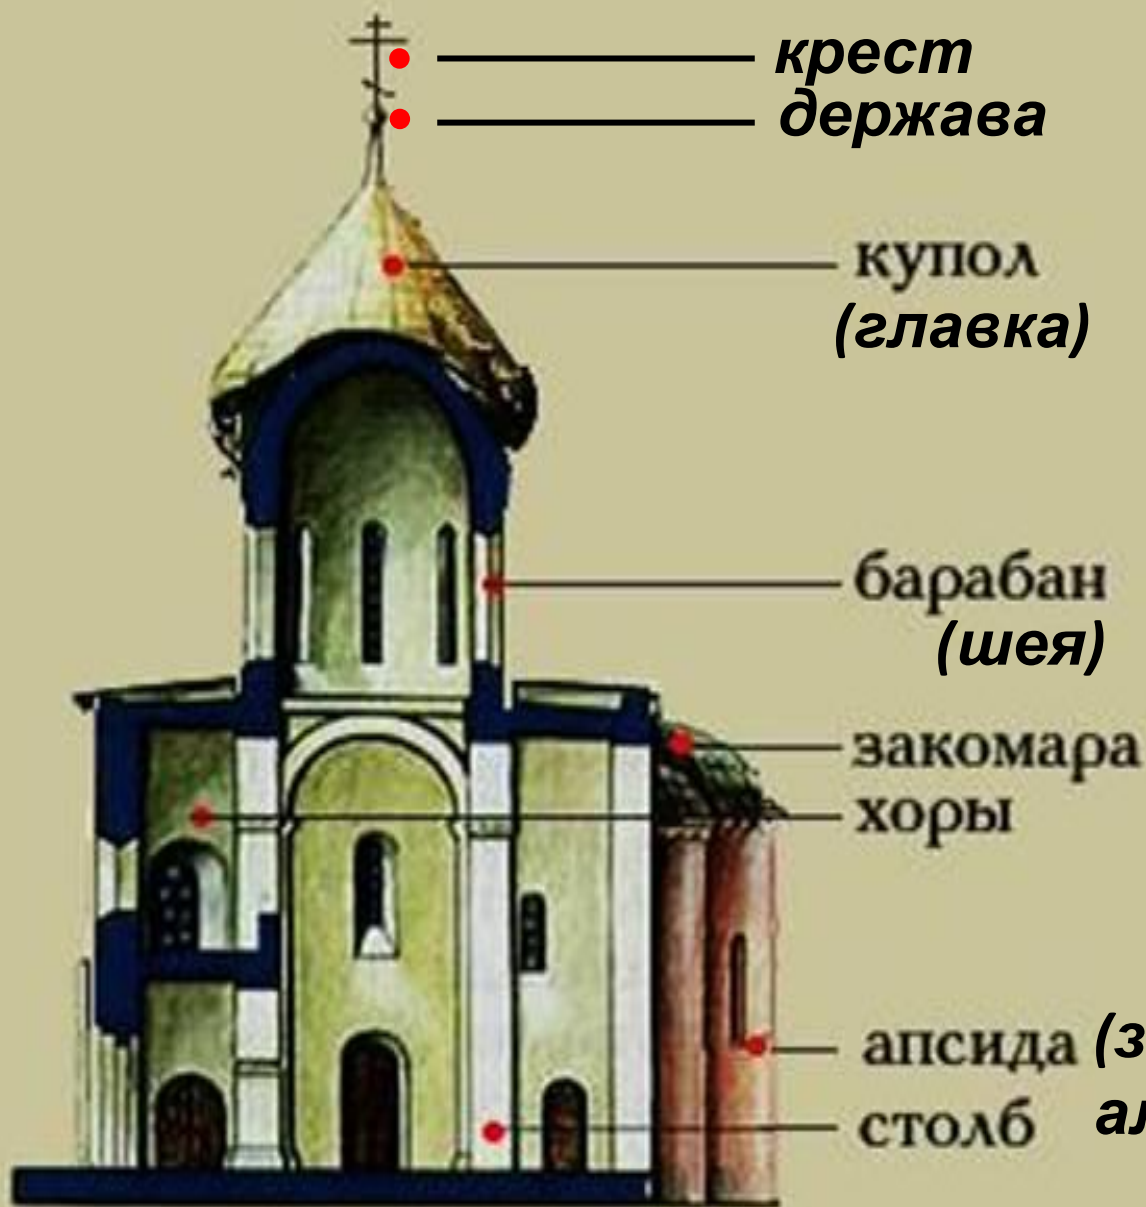 крест
держава
купол
(главка)
барабан
(шея)
закомара
хоры
апсида
столб